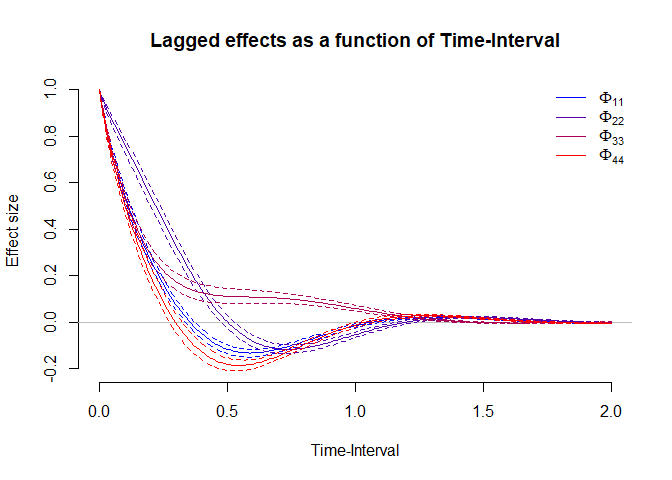 Lagged effects as a function of Time-Interval
Φ11
Φ22
Φ33
Φ44
Effect size
1.0
0.8
0.6
0.4
0.2
0.0
-0.2
0.0 0.5 1.0 1.5 2.0
Time-Interval